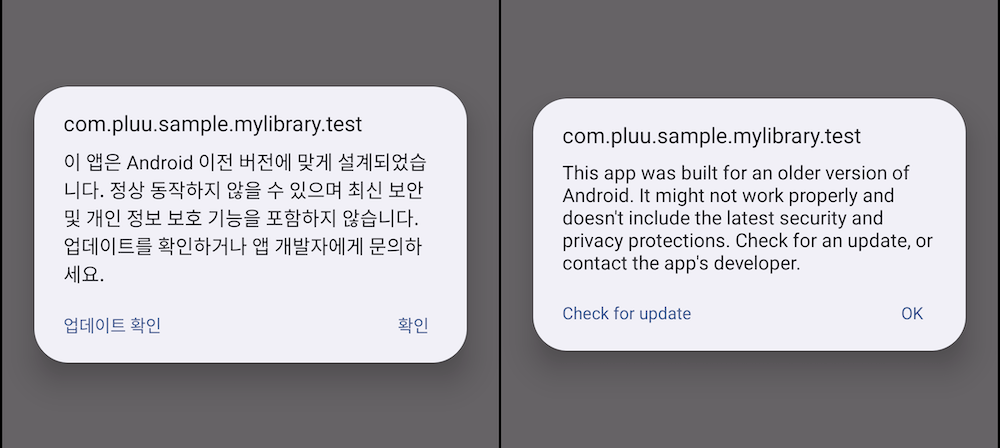 com.pluu.sample.mylibrary.test
이 앱은 Android 이전 버전에 맞게 설계되었습
니다. 정상 동작하지 않을 수 있으며 최신 보안
및 개인 정보 보호 기능을 포함하지 않습니다.
업데이트를 확인하거나 앱 개발자에게 문의하
세요.
업데이트 확인
확인
com.pluu.sample.mylibrary.test
This app was built for an older version of
Android. It might not work properly and
doesn't include the latest security and
privacy protections. Check for an update, or
contact the app's developer.
Check for update
OK